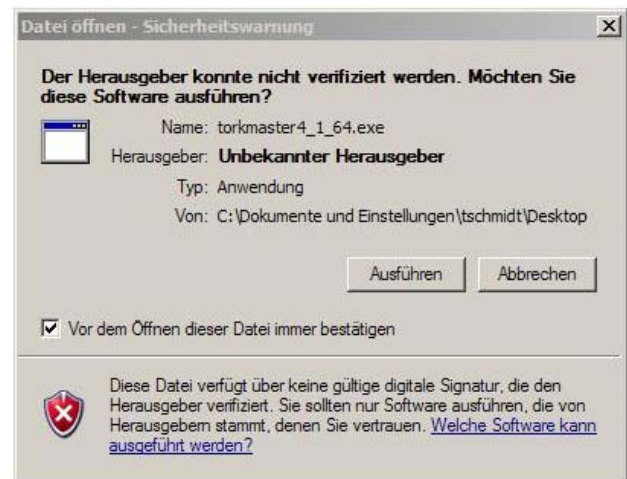 Datei öffnen - Sicherheitswarnung
Der Herausgeber konnte nicht verifiziert werden. Möchten Sie
diese Software ausführen?
Name: torkmaster4_1_64.exe
Herausgeber: Unbekannter Herausgeber
Typ: Anwendung
Von: C:\Dokumente und Einstellungen\tschmidt\Desktop
Ausführen Abbrechen
Vor dem Öffnen dieser Datei immer bestätigen
Diese Datei verfügt über keine gültige digitale Signatur, die den
Herausgeber verifiziert. Sie sollten nur Software ausführen, die von
Herausgebern stammt, denen Sie vertrauen. Welche Software kann
ausgeführt werden?